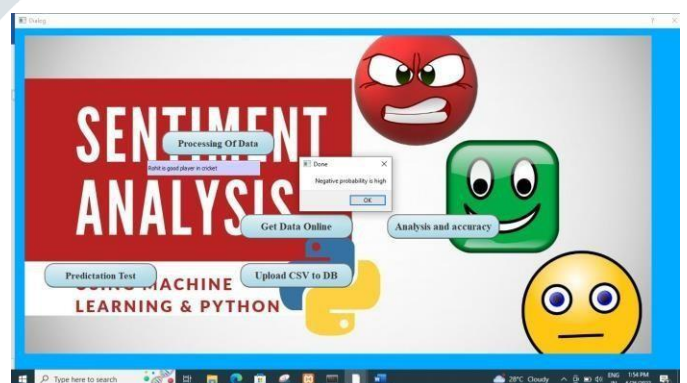 Dialog
SENTIMENT
Processing Of Data
Rohit is good player in cricket
Done
Negative probability is high
OK
ANALYSIS
Get Data Online
Analysis and accuracy
Predictation Test
Upload CSV to DB
MACHINE
LEARNING & PYTHON
Type here to search
28°C Cloudy
ENG
1:54 PM
IN